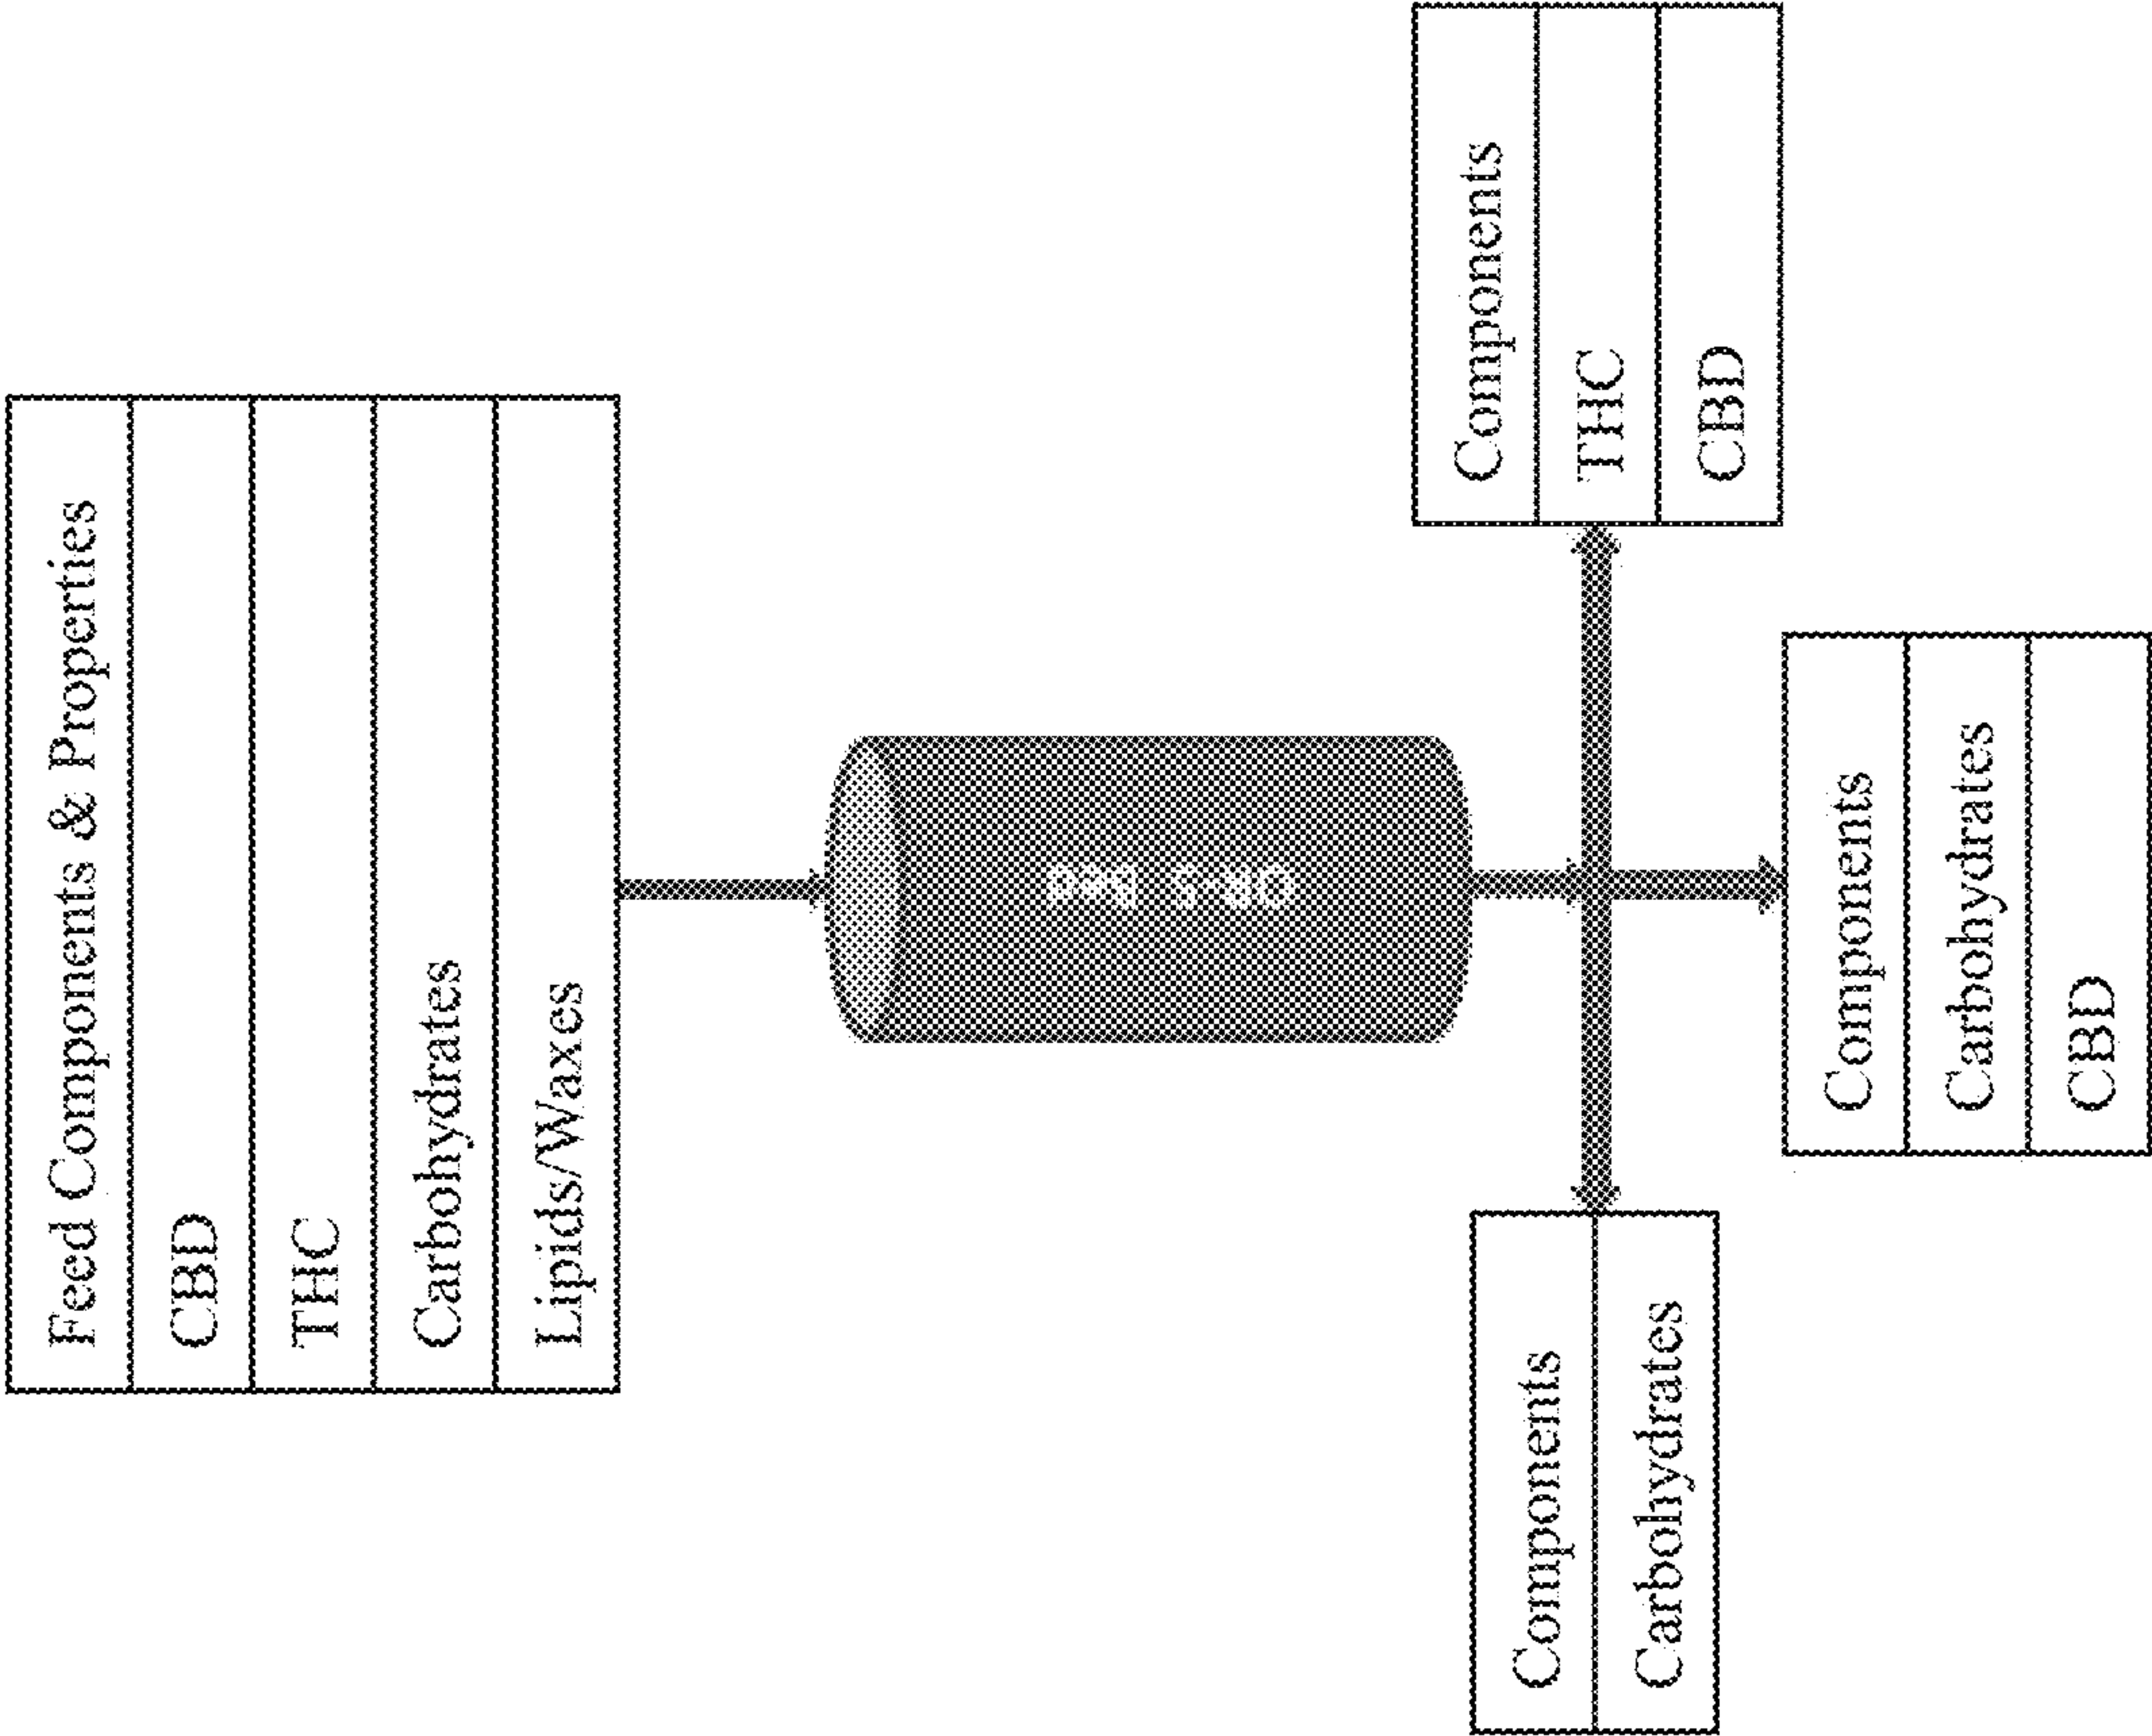 Feed Components & Properties
CBD
THC
Carbohydrates
Lipids/Waxes
Components
Carbohydrates
Components
THC
CBD
Components
Carbohydrates
CBD